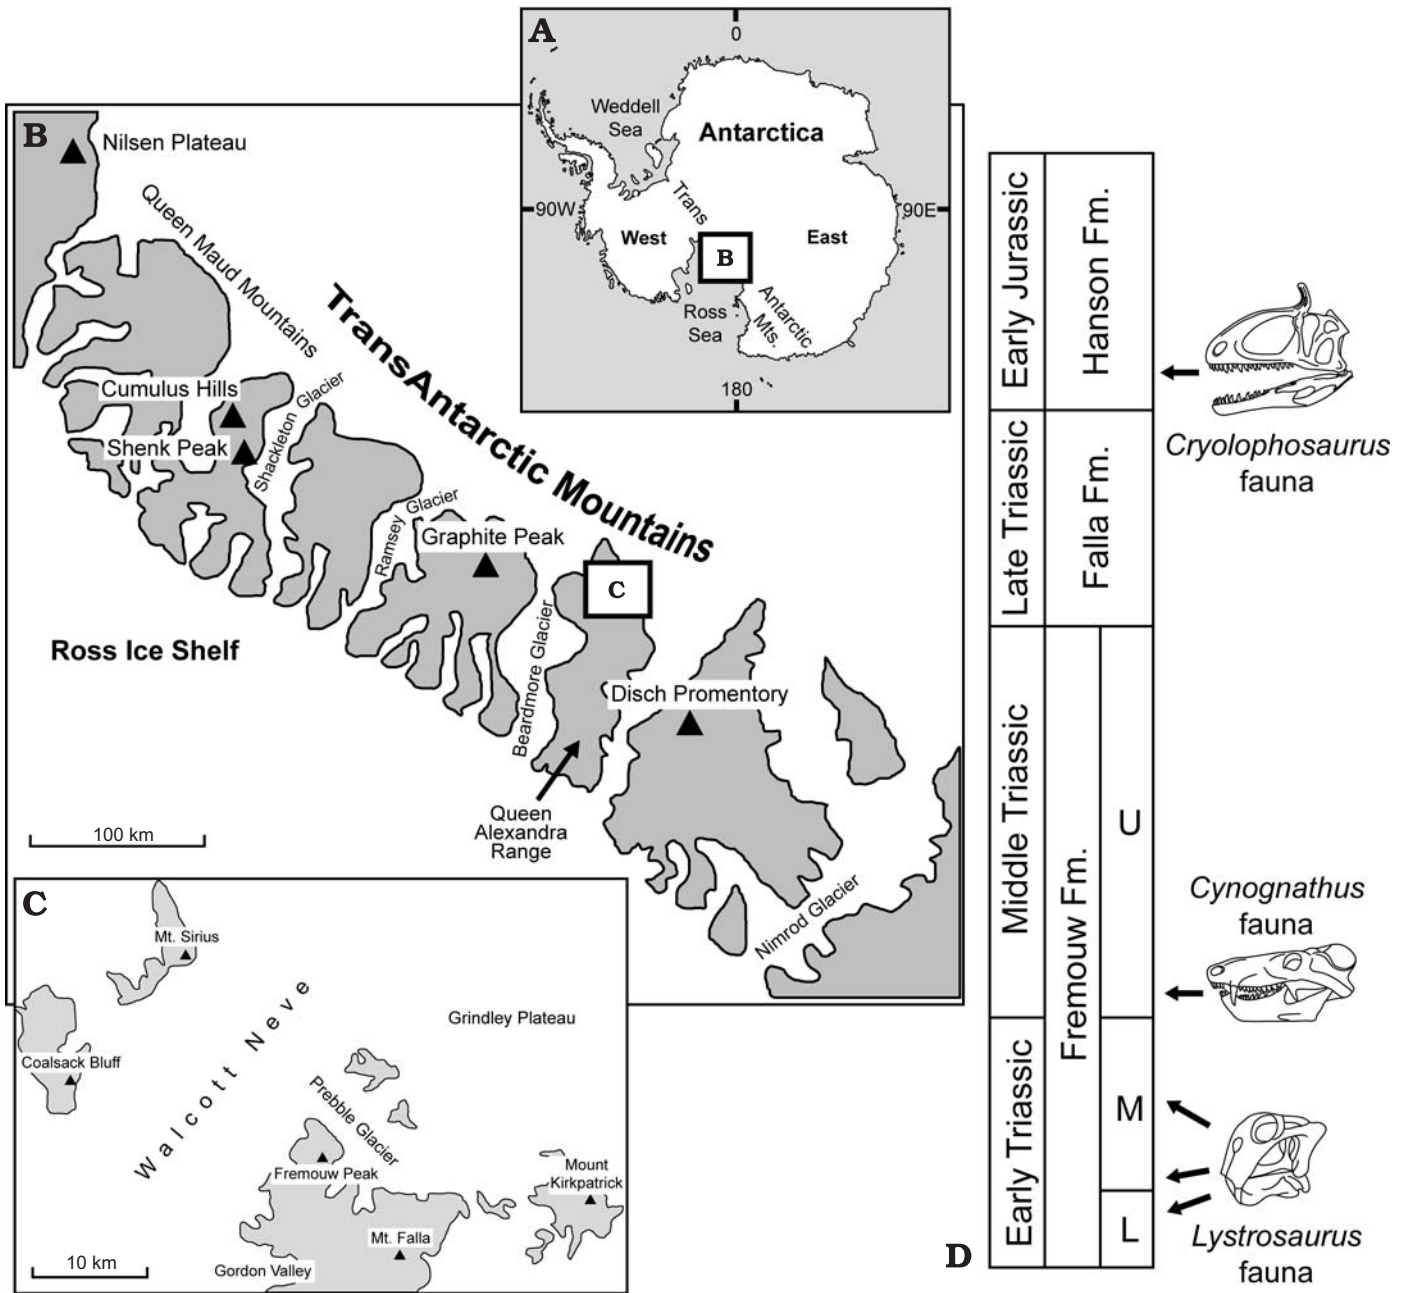 A
0
Weddell
Sea
Antarctica
Trans
90W
90E
West
East
B
Ross
Sea
Antarctic
Mts.
180
B
Nilsen Plateau
Queen Maud Mountains
TransAntarctic Mountains
Cumulus Hills
Shenk Peak
Shackleton Glacier
Ramsey Glacier
Graphite Peak
C
Beardmore Glacier
Ross Ice Shelf
Disch Promentory
Queen
Alexandra
Range
100 km
Nimrod Glacier
C
Mt. Sirius
Coalsack Bluff
Walcott Neve
Grindley Plateau
Prebble Glacier
Fremouw Peak
Mount
Kirkpatrick
Mt. Falla
Gordon Valley
10 km
D
Early Jurassic
Hanson Fm.
Late Triassic
Falla Fm.
Middle Triassic
Early Triassic
Fremouw Fm.
U
M
L
Cryolophosaurus
fauna
Cynognathus
fauna
Lystrosaurus
fauna